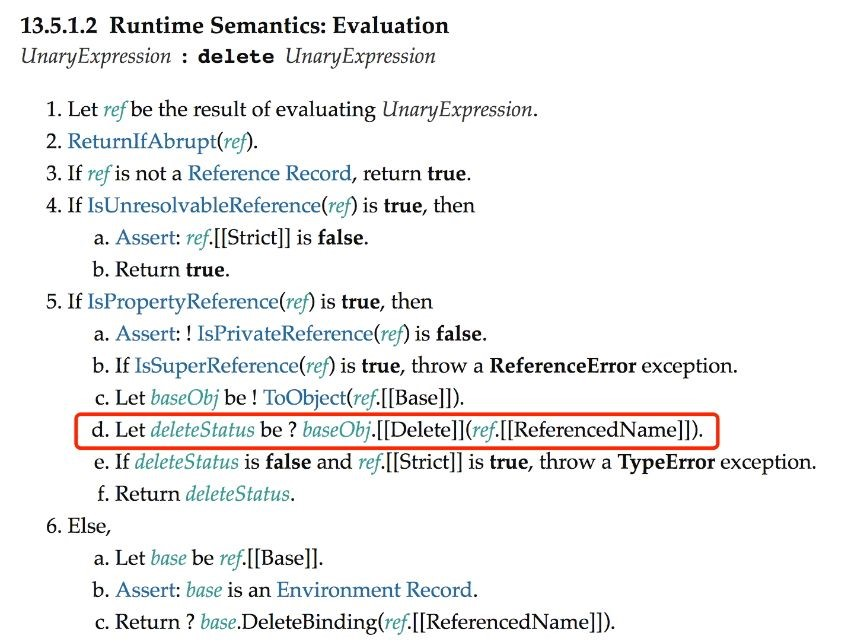 13.5.1.2 Runtime Semantics: Evaluation
UnaryExpression : delete UnaryExpression
1. Let ref be the result of evaluating UnaryExpression.
2. ReturnIfAbrupt(ref).
3. If ref is not a Reference Record, return true.
4. If IsUnresolvableReference(ref) is true, then
a. Assert: ref.[[Strict]] is false.
b. Return true.
5. If IsPropertyReference(ref) is true, then
a. Assert: ! IsPrivateReference(ref) is false.
b. If IsSuperReference(ref) is true, throw a ReferenceError exception.
c. Let baseObj be ! ToObject(ref.[[Base]]).
d. Let deleteStatus be ? baseObj.[[Delete]](ref.[[ReferencedName]]).
e. If deleteStatus is false and ref.[[Strict]] is true, throw a TypeError exception.
f. Return deleteStatus.
6. Else,
a. Let base be ref.[[Base]].
b. Assert: base is an Environment Record.
c. Return ? base.DeleteBinding(ref.[[ReferencedName]]).